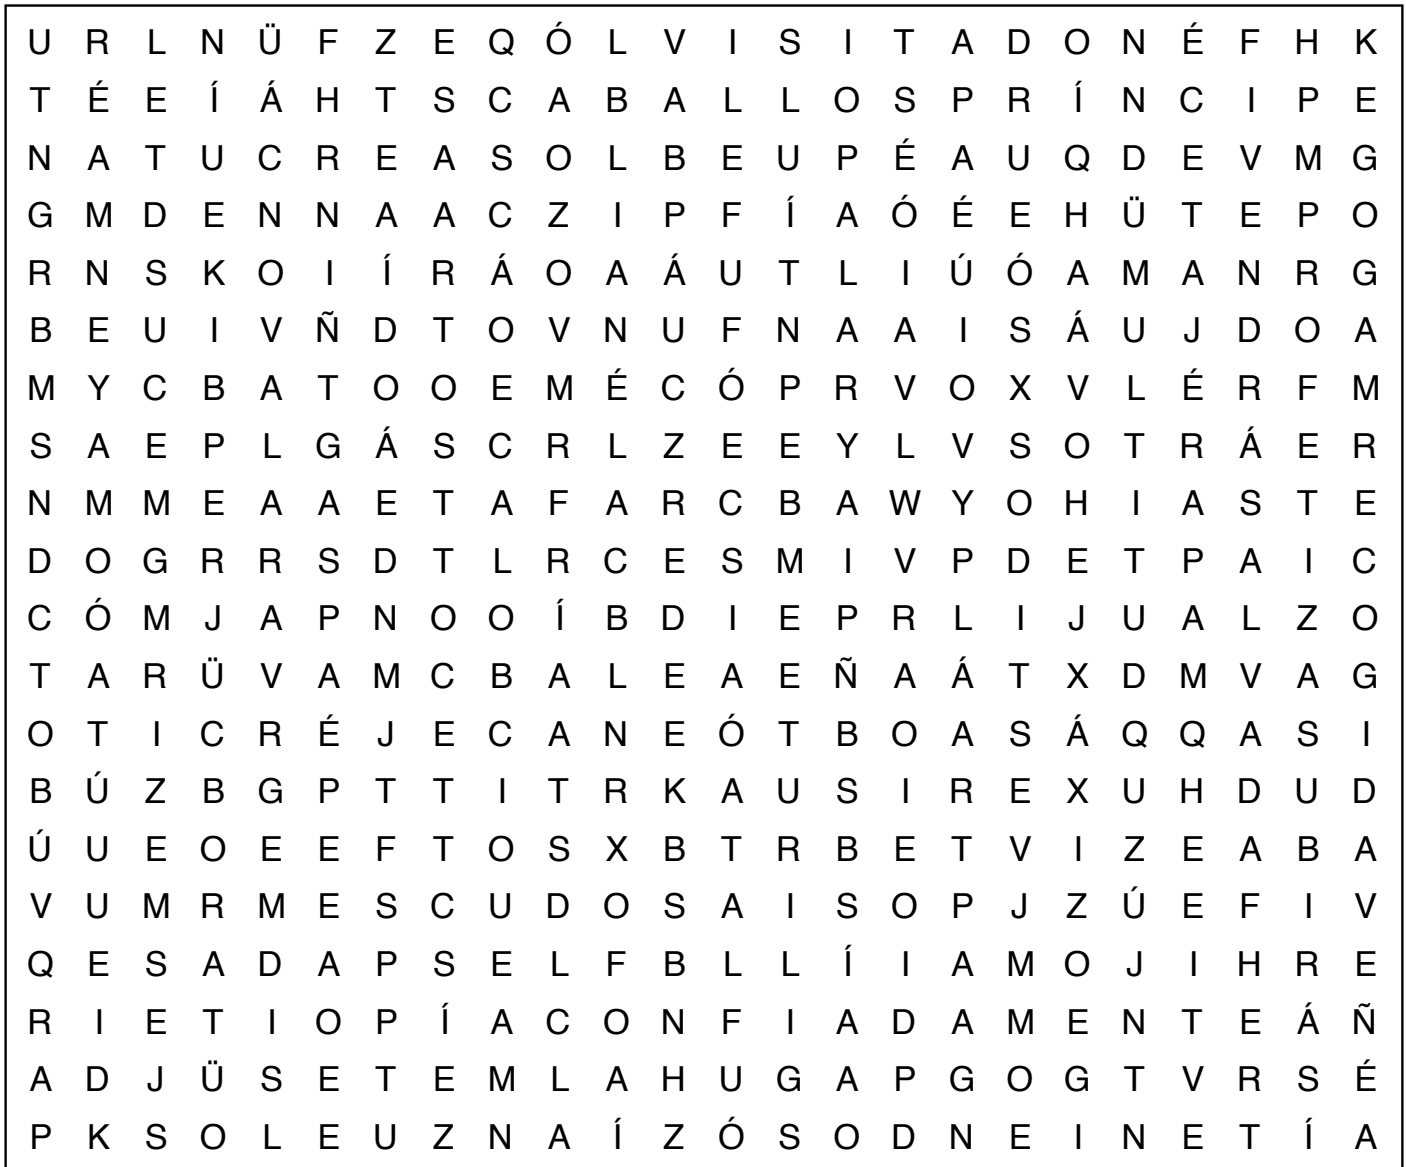 U R L N Ü F Z E Q Ó L V I S I T A D O N É F H K
T É E Í Á H T S C A B A L L O S P R Í N C I P E
N A T U C R E A S O L B E U P É A U Q D E V M G
G M D E N N A A C Z I P F Í A Ó É E H Ü T E P O
R N S K O I Í R Á O A Á U T L I Ú Ó A M A N R G
B E U I V Ñ D T O V N U F N A A I S Á U J D O A
M Y C B A T O O E M É C Ó P R V O X V L É R F M
S A E P L G Á S C R L Z E E Y L V S O T R Á E R
N M M E A A E T A F A R C B A W Y O H I A S T E
D O G R R S D T L R C E S M I V P D E T P A I C
C Ó M J A P N O O Í B D I E P R L I J U A L Z O
T A R Ü V A M C B A L E A E Ñ A Á T X D M V A G
O T I C R É J E C A N E Ó T B O A S Á Q Q A S I
B Ú Z B G P T T I T R K A U S I R E X U H D U D
Ú U E O E E F T O S X B T R B E T V I Z E A B A
V U M R M E S C U D O S A I S O P J Z Ú E F I V
Q E S A D A P S E L F B L L Í I A M O J I H R E
R I E T I O P Í A C O N F I A D A M E N T E Á Ñ
A D J Ü S E T E M L A H U G A P G O G T V R S É
P K S O L E U Z N A Í Z Ó S O D N E I N E T Í A